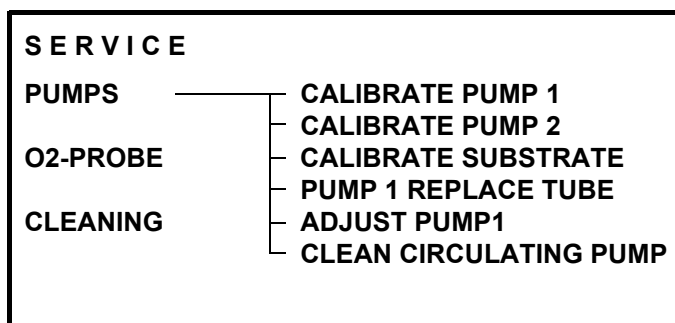 S E R V I C E
PUMPS CALIBRATE PUMP 1
CALIBRATE PUMP 2
O2-PROBE CALIBRATE SUBSTRATE
PUMP 1 REPLACE TUBE
CLEANING ADJUST PUMP1
CLEAN CIRCULATING PUMP